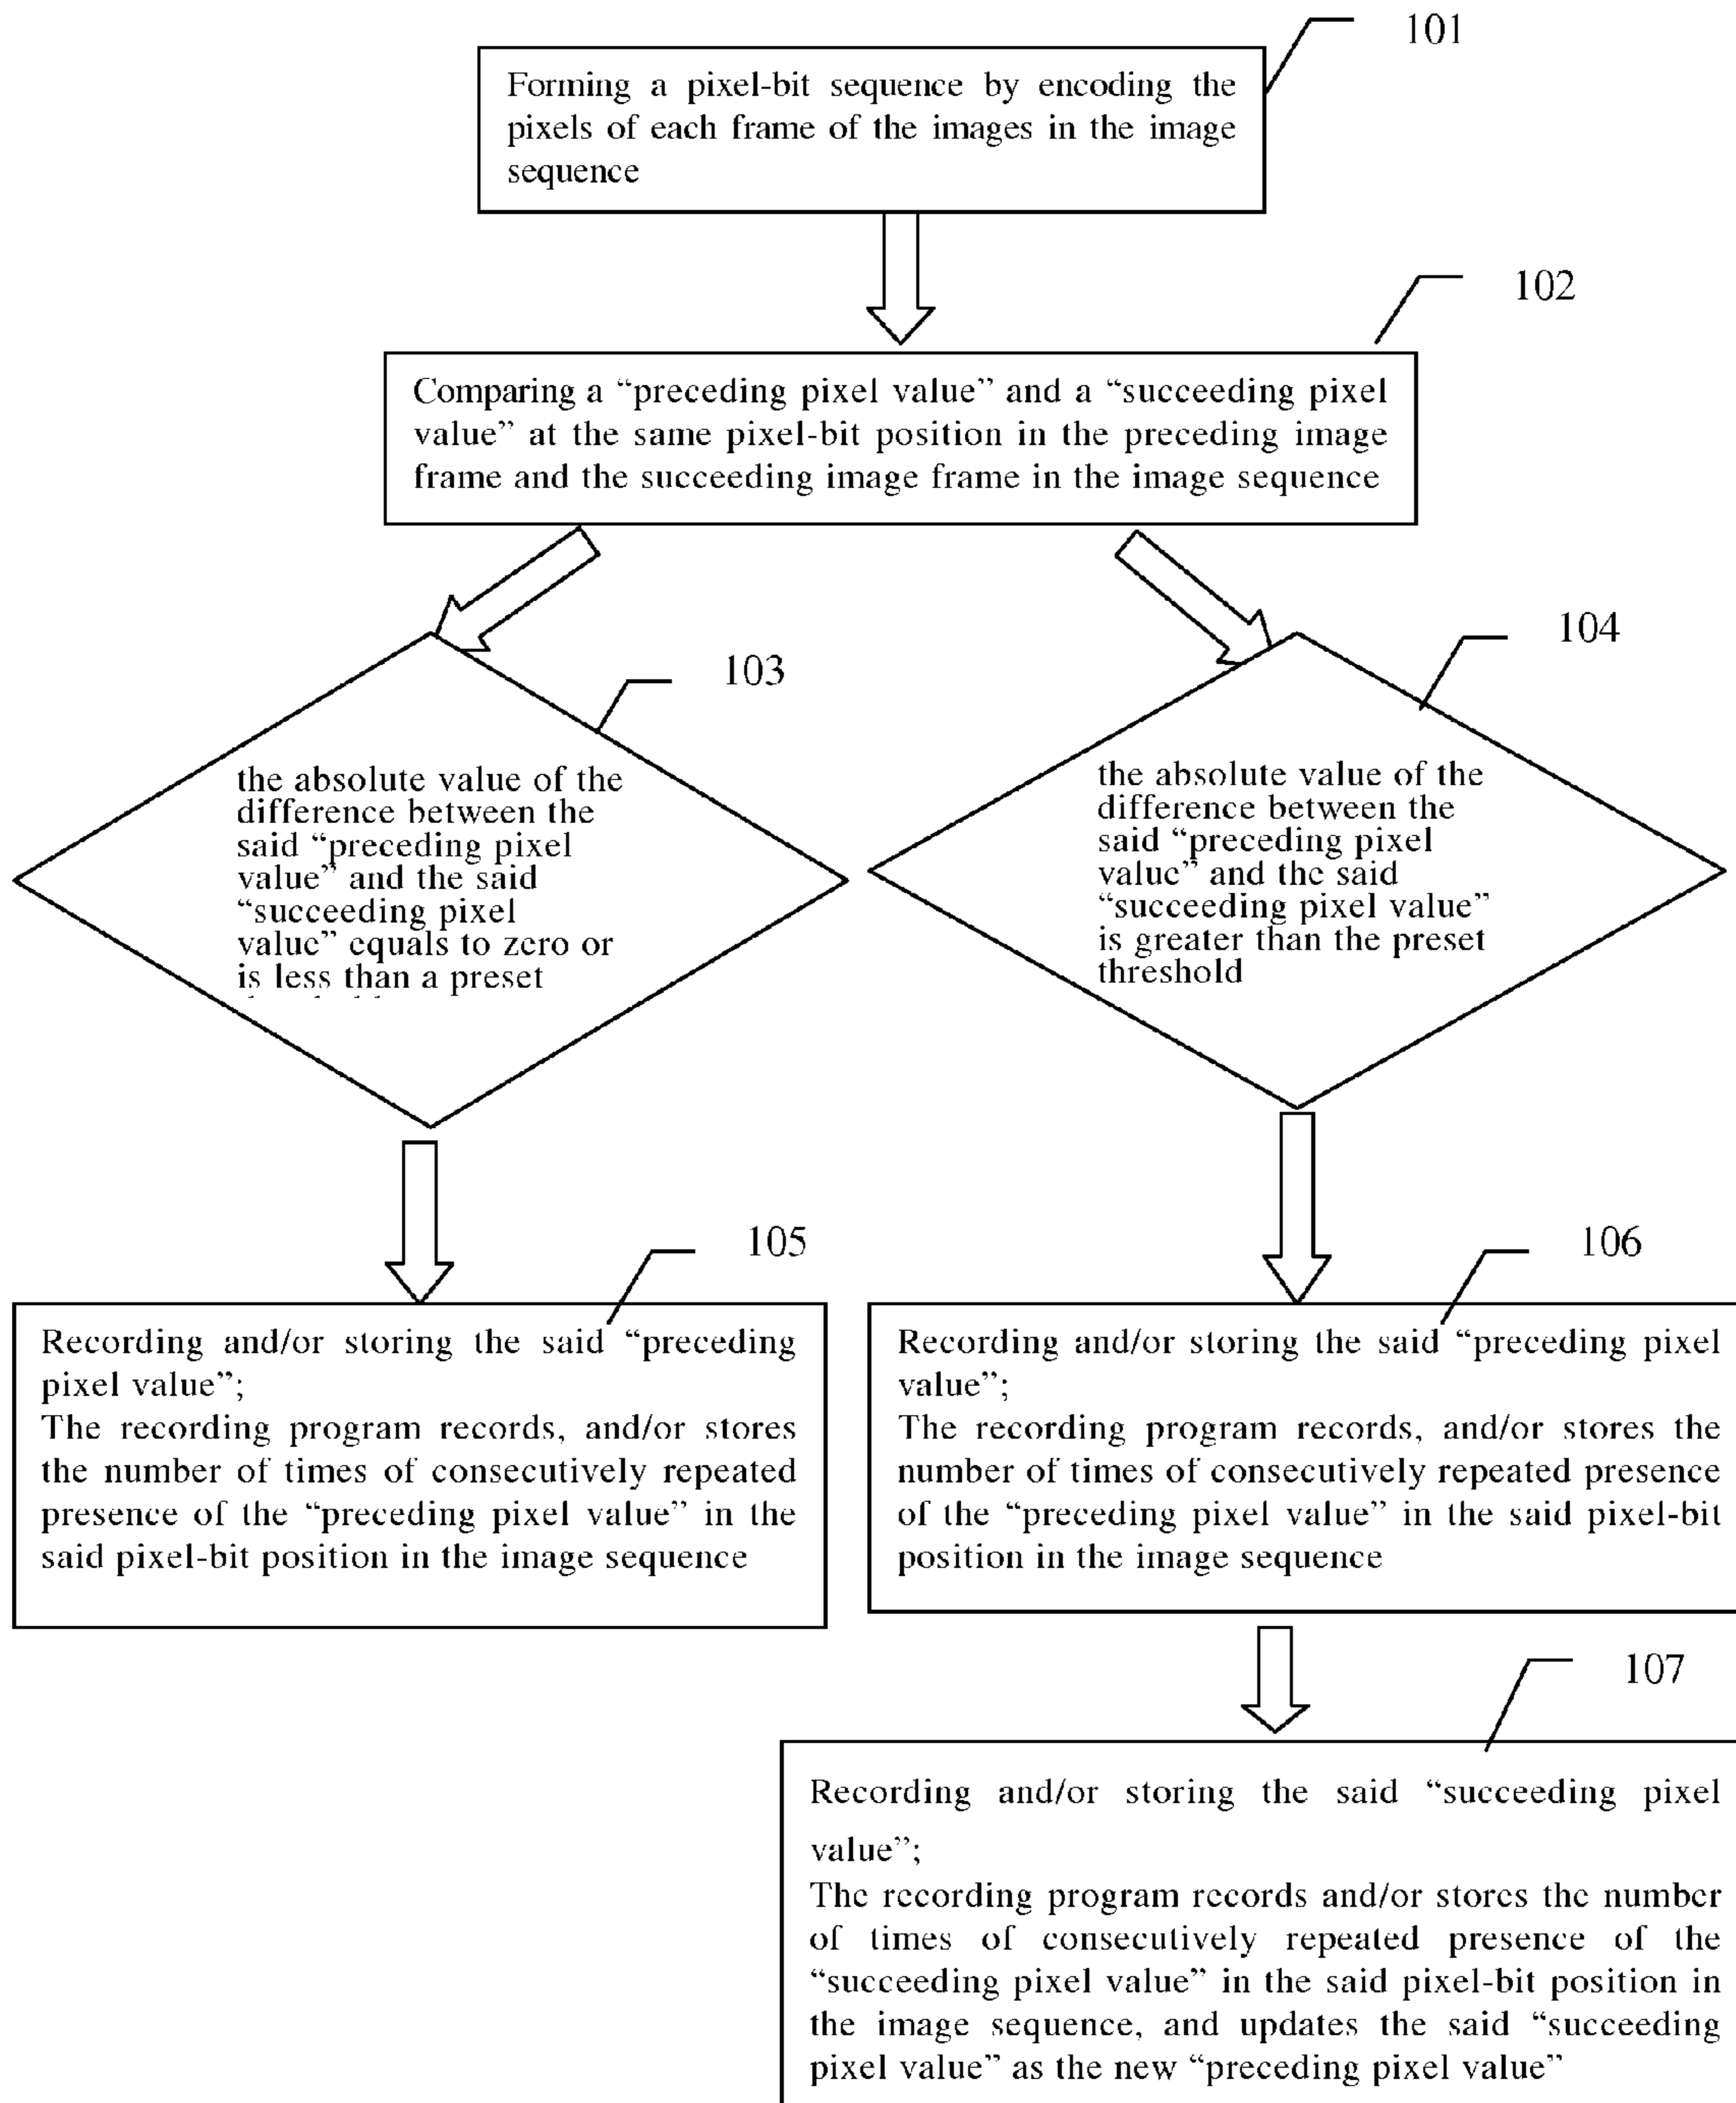 101
Forming a pixel-bit sequence by encoding the
pixels of each frame of the images in the image
sequence
102
Comparing a “preceding pixel value” and a “succeeding pixel
value” at the same pixel-bit position in the preceding image
frame and the succeeding image frame in the image sequence
103
the absolute value of the
difference between the
said “preceding pixel
value” and the said
“succeeding pixel
value” equals to zero or
is less than a preset
104
the absolute value of the
difference between the
said “preceding pixel
value” and the said
“succeeding pixel value”
is greater than the preset
threshold
105
Recording and/or storing the said “preceding
pixel value”;
The recording program records, and/or stores
the number of times of consecutively repeated
presence of the “preceding pixel value” in the
said pixel-bit position in the image sequence
106
Recording and/or storing the said “preceding pixel
value”;
The recording program records, and/or stores the
number of times of consecutively repeated presence
of the “preceding pixel value” in the said pixel-bit
position in the image sequence
107
Recording and/or storing the said “succeeding pixel
value”;
The recording program records and/or stores the number
of times of consecutively repeated presence of the
“succeeding pixel value” in the said pixel-bit position in
the image sequence, and updates the said “succeeding
pixel value” as the new “preceding pixel value”